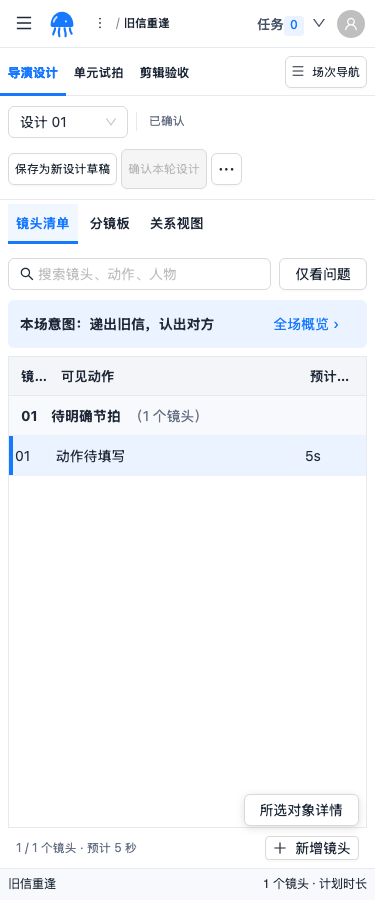 ⋮ / 旧信重逢 任务 0
导演设计 单元试拍 剪辑验收 场次导航
设计 01 已确认
保存为新设计草稿 确认本轮设计 ···
镜头清单 分镜板 关系视图
搜索镜头、动作、人物 仅看问题
本场意图：递出旧信，认出对方 全场概览 ›
镜... 可见动作 预计...
01 待明确节拍 （1 个镜头）
01 动作待填写 5s
所选对象详情
1 / 1 个镜头 · 预计 5 秒 新增镜头
旧信重逢 1 个镜头 · 计划时长